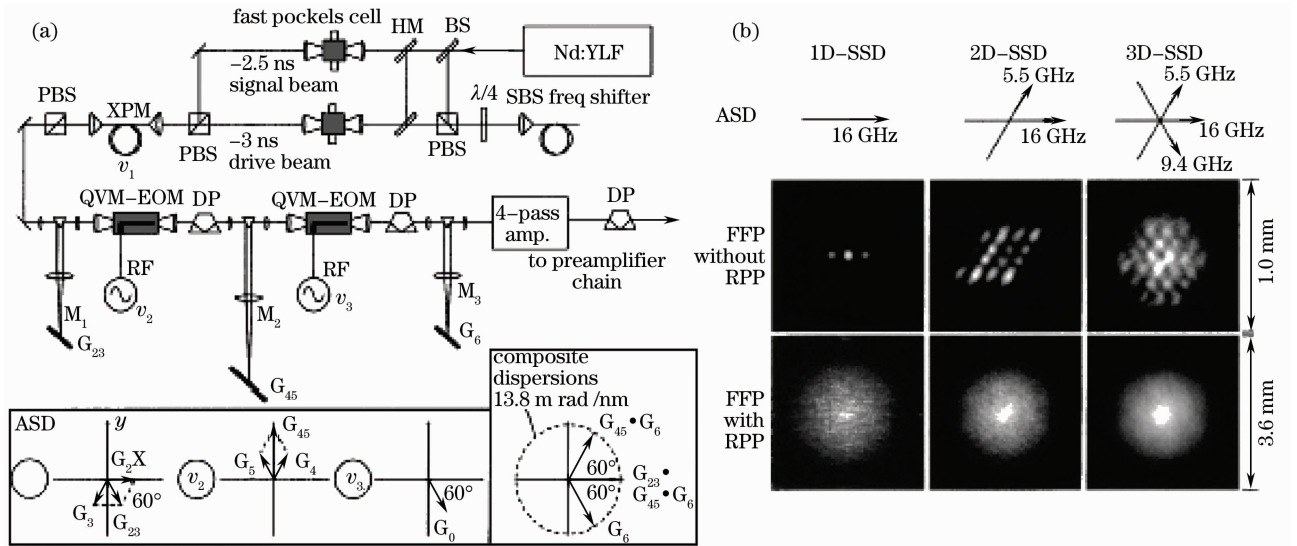 (a)
fast pockels cell
HM
BS
Nd:YLF
−2.5 ns
signal beam
PBS
XPM
v1
PBS
−3 ns
drive beam
PBS
λ/4
SBS freq shifter
QVM−EOM
DP
QVM−EOM
DP
4−pass
amp.
DP
to preamplifier
chain
RF
v2
RF
v3
M1
G23
M2
G45
M3
G6
ASD
y
G2X
60°
G3
G23
v2
G45
G5
G4
v3
60°
G0
composite
dispersions
13.8 m rad /nm
G45•G6
60°
60°
G23•
G45•G6
G6
(b)
1D−SSD
2D−SSD
3D−SSD
ASD
16 GHz
5.5 GHz
16 GHz
5.5 GHz
16 GHz
9.4 GHz
FFP
without
RPP
1.0 mm
FFP
with
RPP
3.6 mm